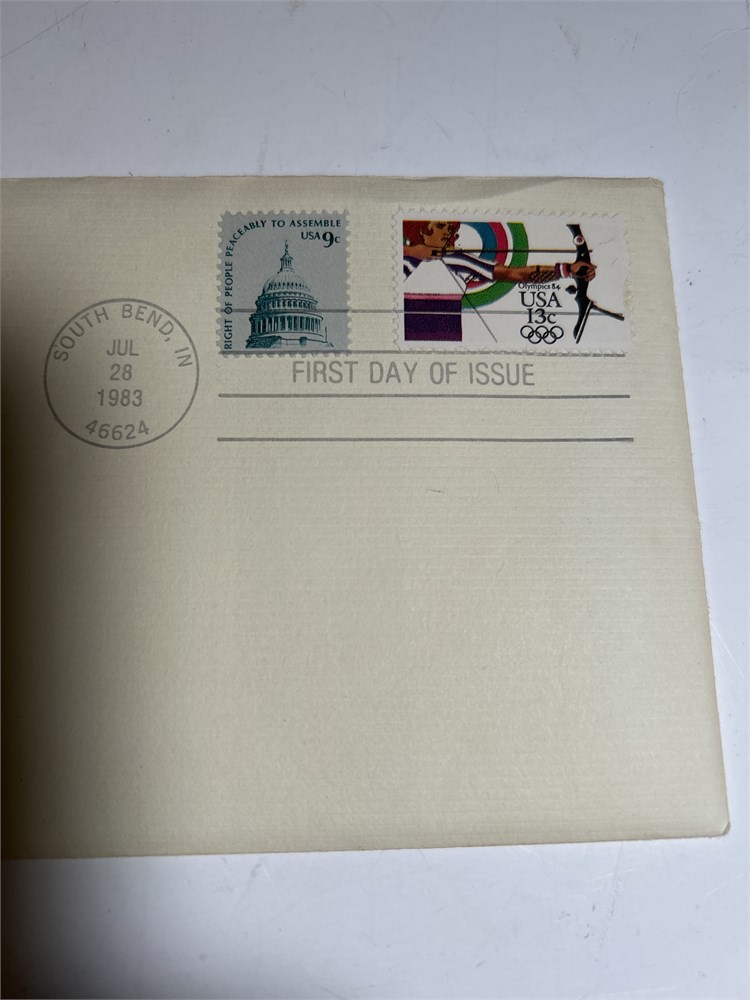 RIGHT OF PEOPLE PEACEABLY TO ASSEMBLE
USA 9c
Olympics 84
USA
13c
SOUTH BEND, IN
JUL
28
1983
46624
FIRST DAY OF ISSUE